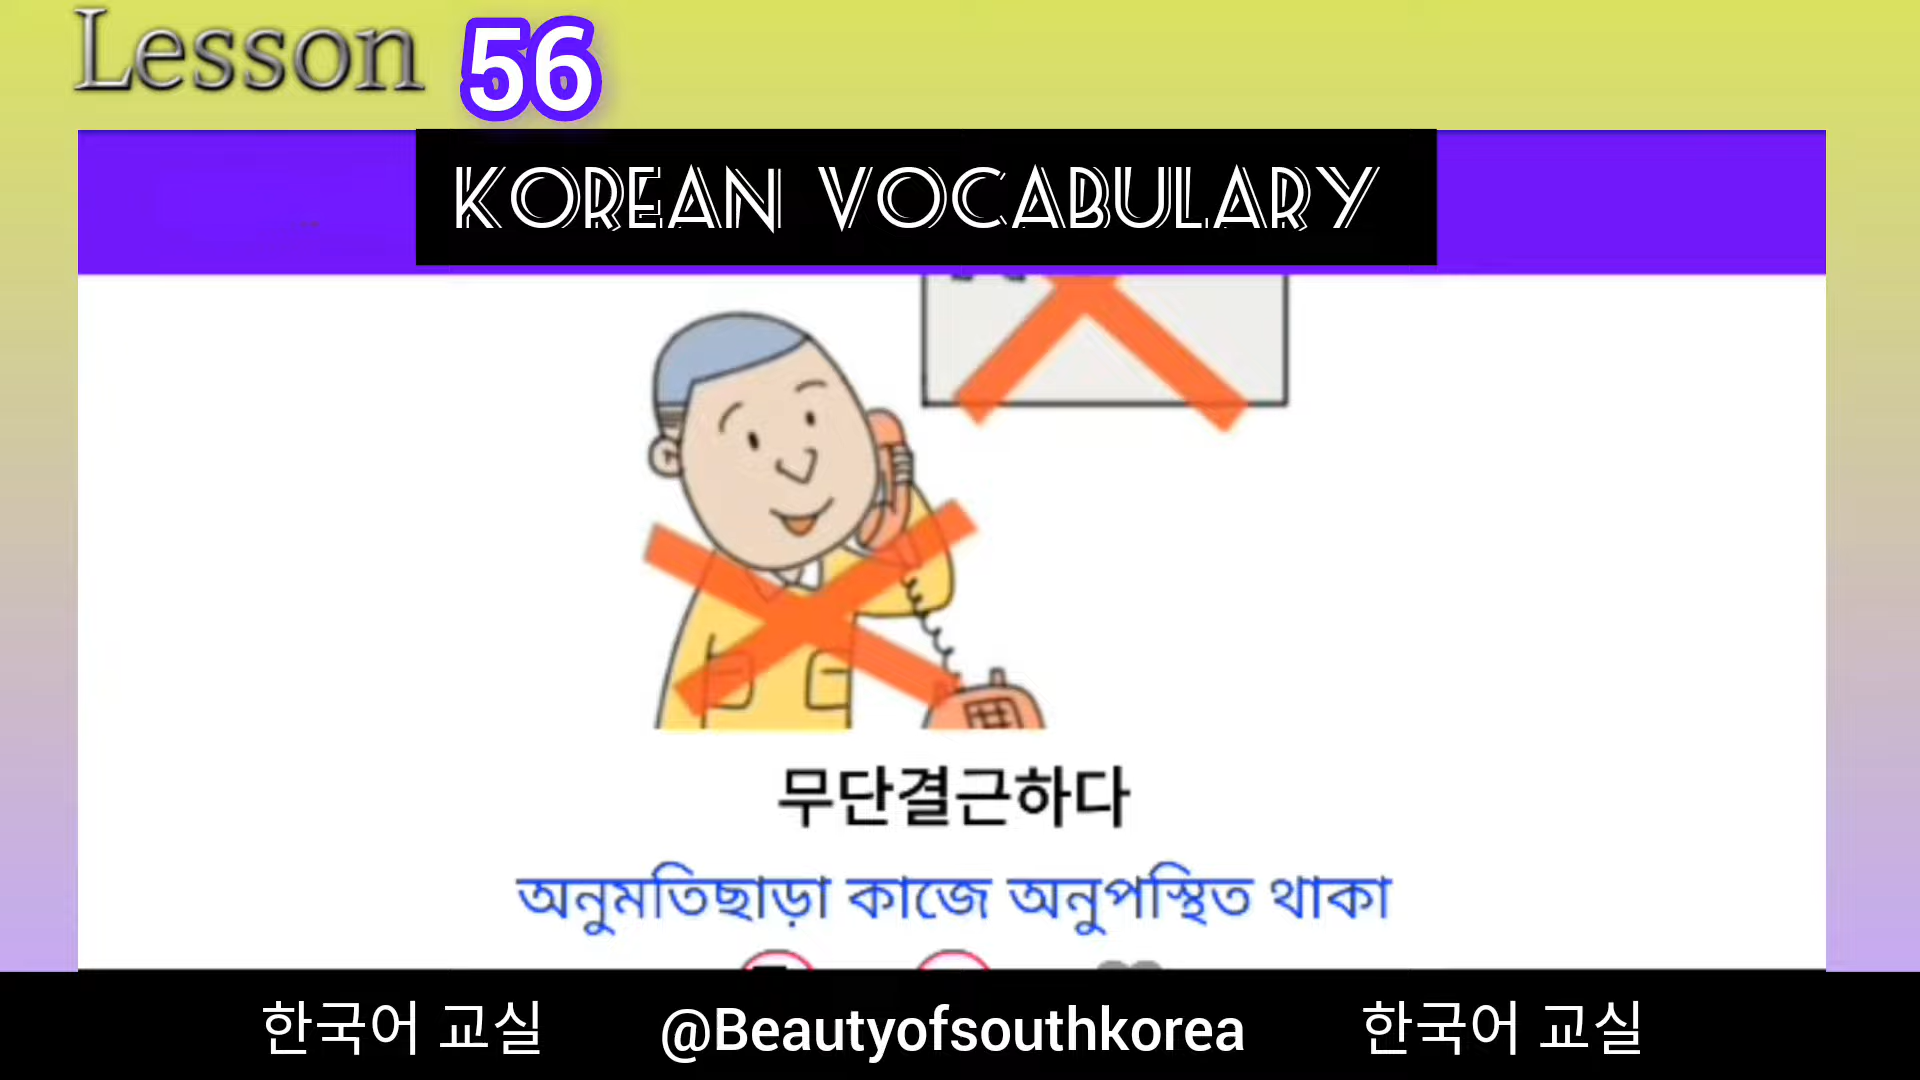 Lesson 56
KOREAN VOCABULARY
무단결근하다
অনুমতিছাড়া কাজে অনুপস্থিত থাকা
한국어 교실 @Beautyofsouthkorea 한국어 교실